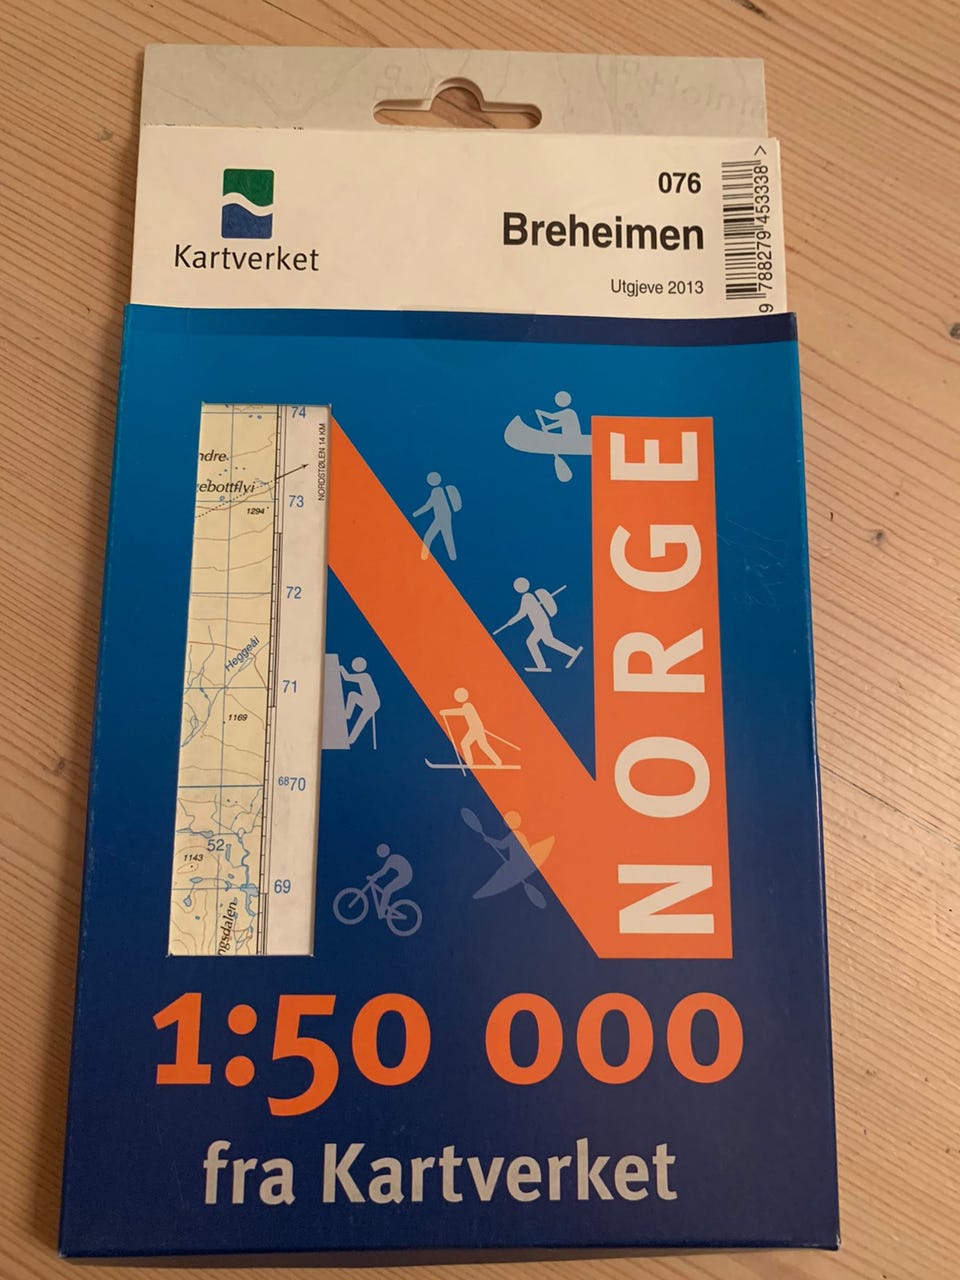 Kartverket
076
Breheimen
Utgjeve 2013
9 788279 453338 >
74
NORDSTØLEN 14 KM
73
1294
72
Heggeåi
71
1169
6870
52
1143
69
NORGE
1:50 000
fra Kartverket